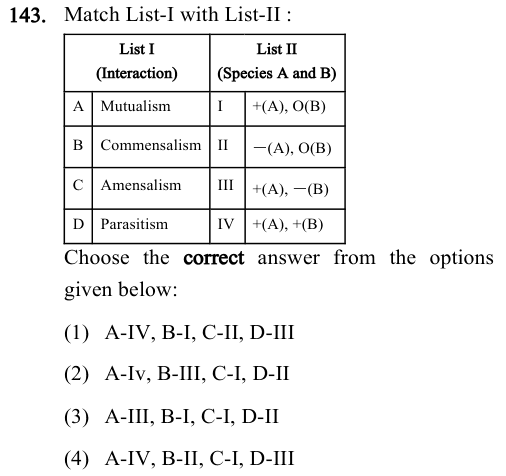 143. Match List-I with List-II :
List I List II
(Interaction) (Species A and B)
A Mutualism I +(A), O(B)
B Commensalism II −(A), O(B)
C Amensalism III +(A), −(B)
D Parasitism IV +(A), +(B)
Choose the correct answer from the options
given below:
(1) A-IV, B-I, C-II, D-III
(2) A-Iv, B-III, C-I, D-II
(3) A-III, B-I, C-I, D-II
(4) A-IV, B-II, C-I, D-III